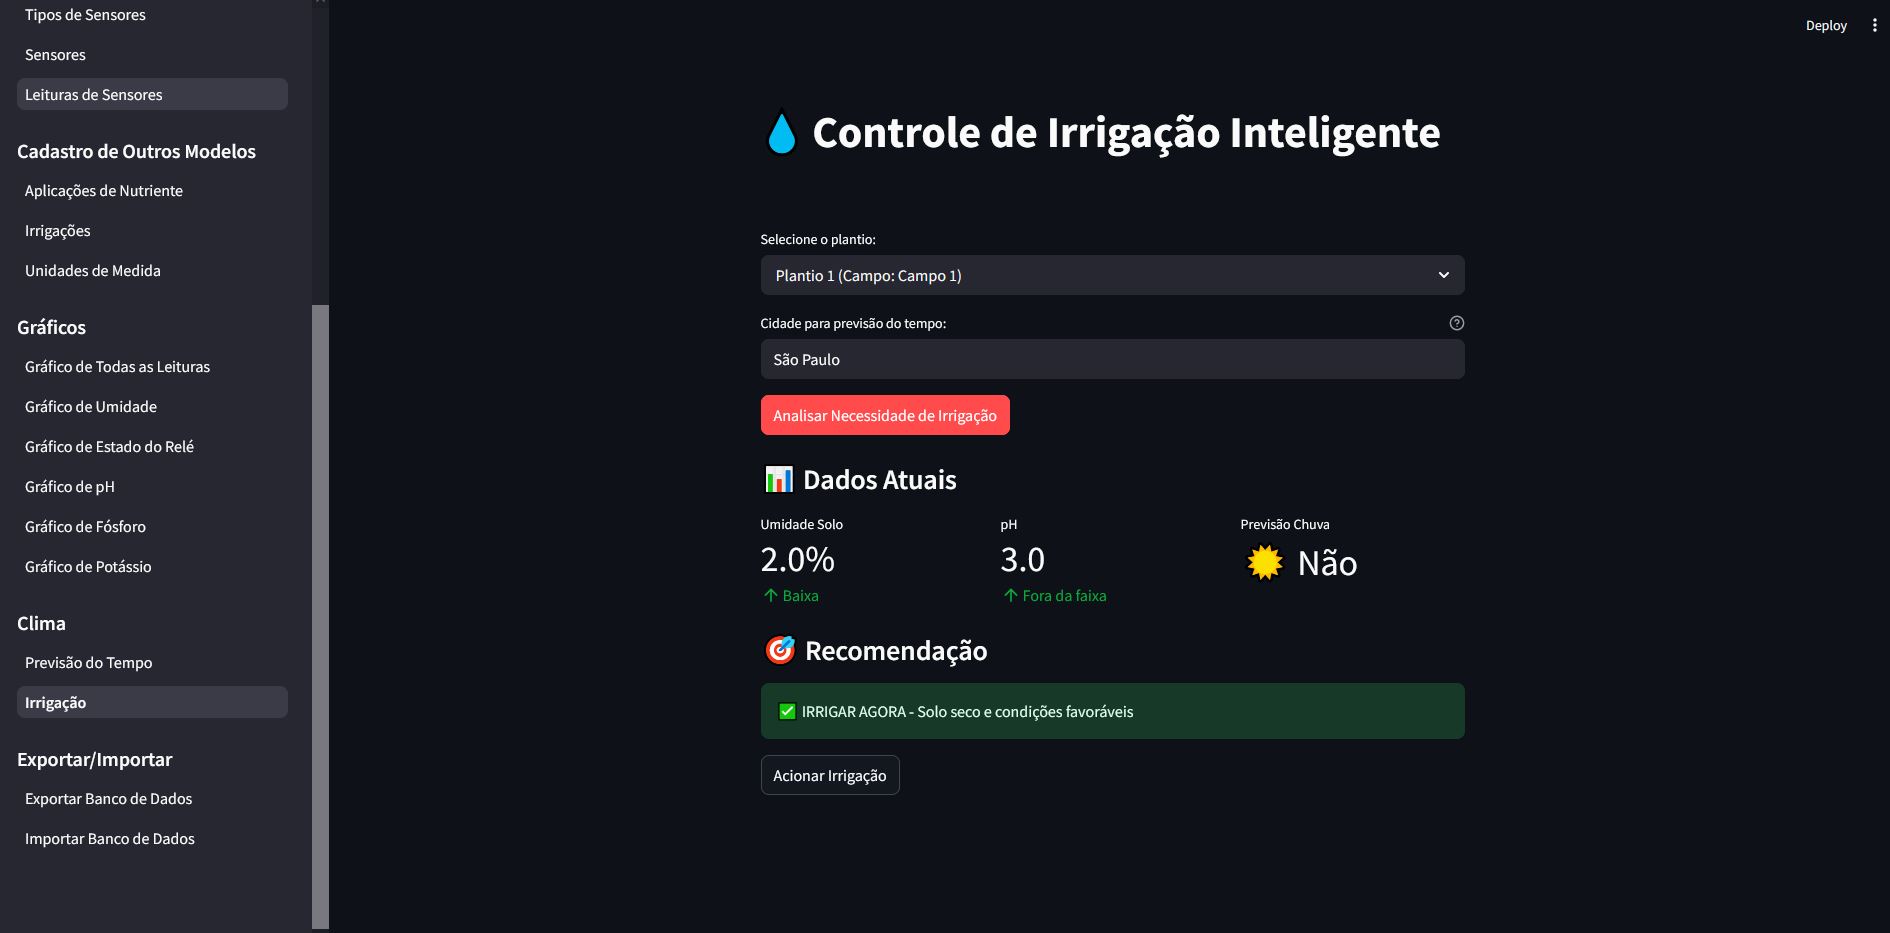 Tipos de Sensores
Sensores
Leituras de Sensores
Cadastro de Outros Modelos
Aplicações de Nutriente
Irrigações
Unidades de Medida
Gráficos
Gráfico de Todas as Leituras
Gráfico de Umidade
Gráfico de Estado do Relé
Gráfico de pH
Gráfico de Fósforo
Gráfico de Potássio
Clima
Previsão do Tempo
Irrigação
Exportar/Importar
Exportar Banco de Dados
Importar Banco de Dados
Deploy
Controle de Irrigação Inteligente
Selecione o plantio:
Plantio 1 (Campo: Campo 1)
Cidade para previsão do tempo:
São Paulo
Analisar Necessidade de Irrigação
Dados Atuais
Umidade Solo
2.0%
Baixa
pH
3.0
Fora da faixa
Previsão Chuva
Não
Recomendação
IRRIGAR AGORA - Solo seco e condições favoráveis
Acionar Irrigação